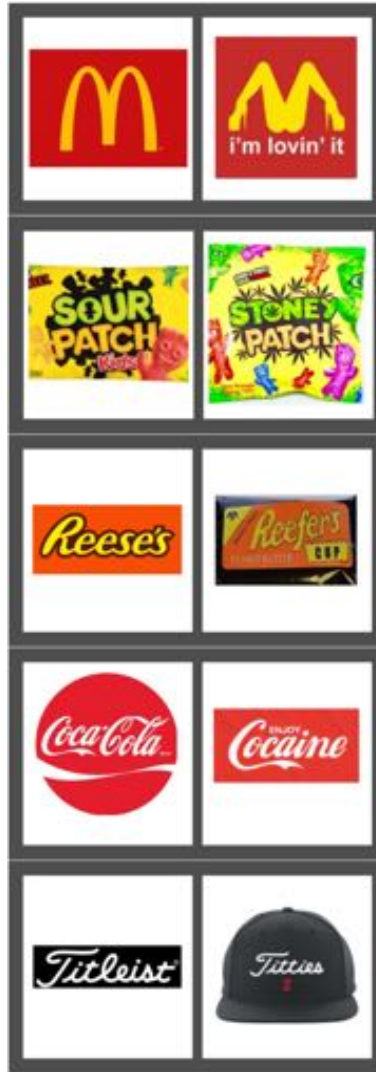 M
i'm lovin' it
SOUR
PATCH
Kids
STONEY
PATCH
Reese's
Reefer's
CUP
Coca-Cola
ENJOY
Cocaine
Titleist
Titties